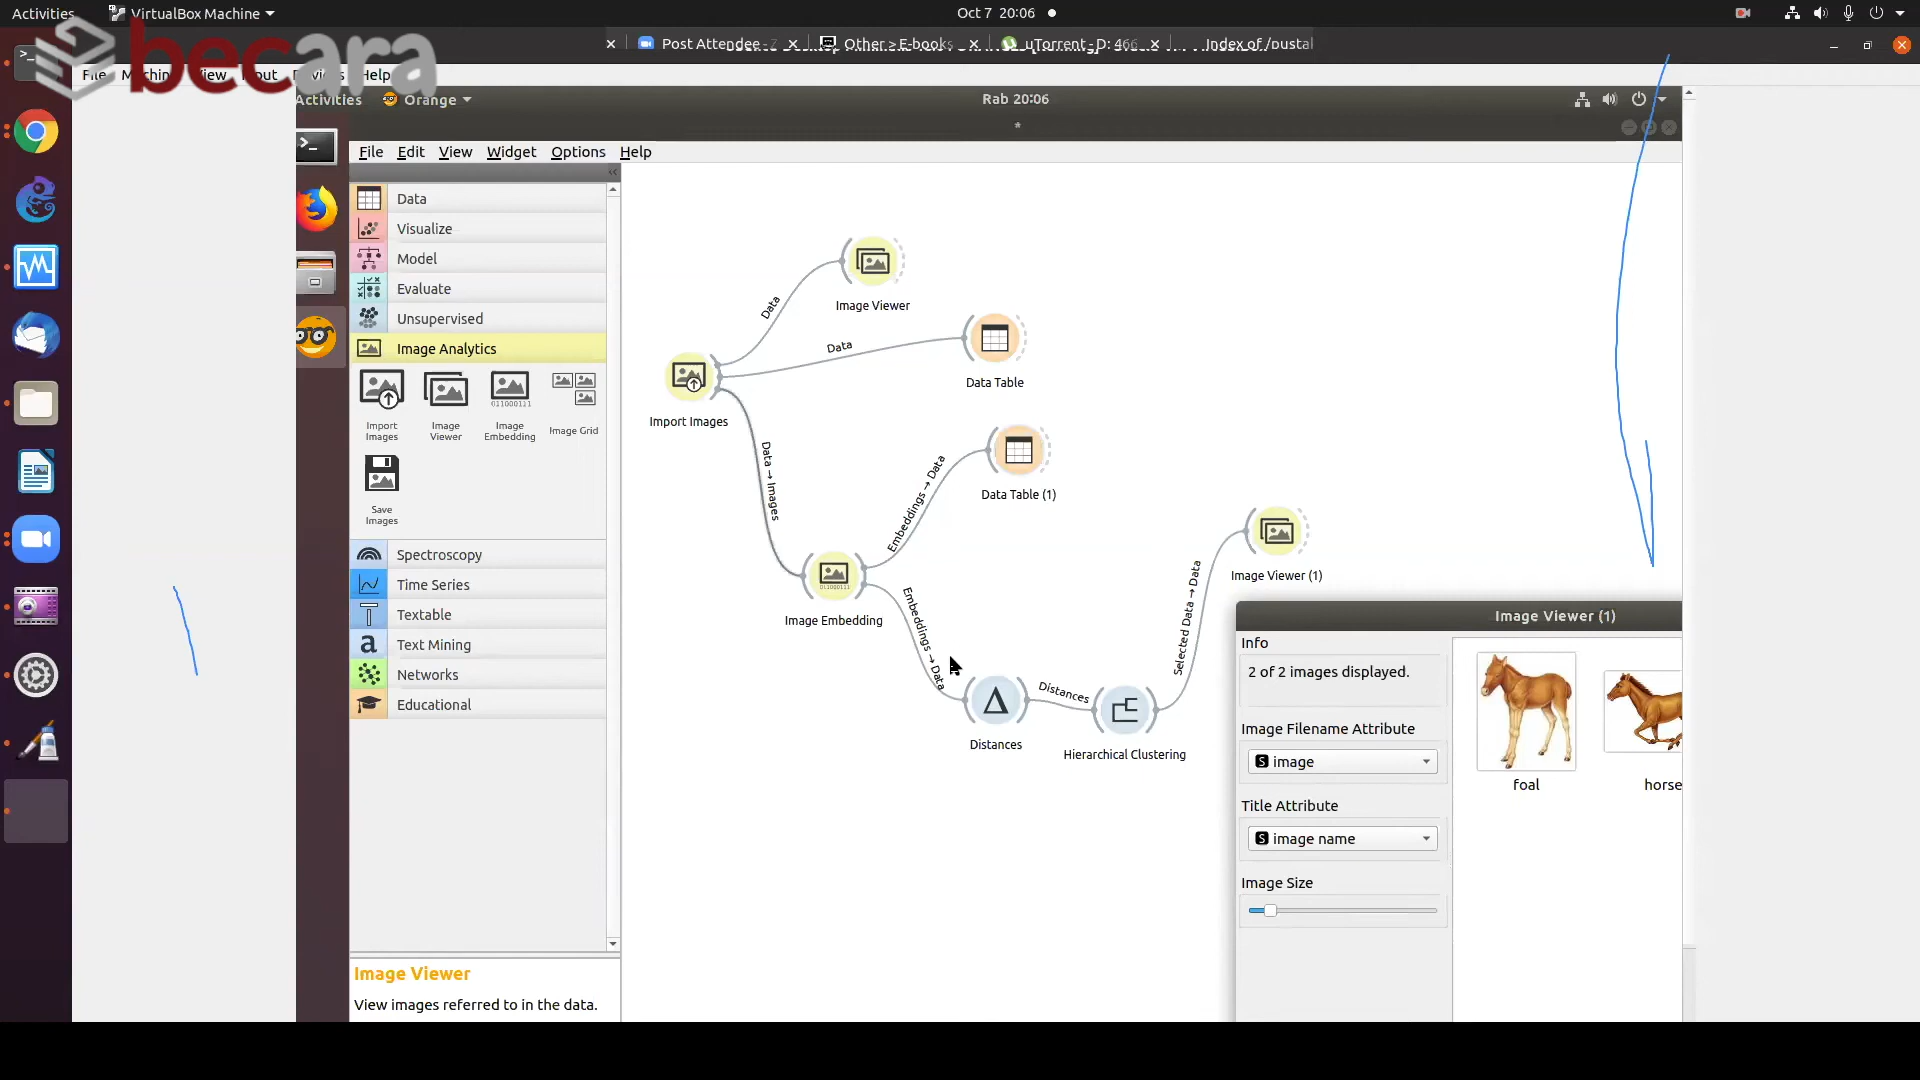 Activities VirtualBox Machine Oct 7 20:06
becara
Post Attendee - Z Other > E-books uTorrent - D: 466 Index of /pustal
File View Help
Activities Orange Rab 20:06
*
File Edit View Widget Options Help
Data
Visualize
Model
Evaluate
Unsupervised
Image Analytics
Import Images
Image Viewer
Image Embedding
Image Grid
Save Images
Spectroscopy
Time Series
Textable
Text Mining
Networks
Educational
Image Viewer
View images referred to in the data.
Data
Image Viewer
Data
Data Table
Import Images
Data → Images
Embeddings → Data
Data Table (1)
Image Embedding
Embeddings → Data
Distances
Distances
Hierarchical Clustering
Selected Data → Data
Image Viewer (1)
Image Viewer (1)
Info
2 of 2 images displayed.
Image Filename Attribute
S image
Title Attribute
S image name
Image Size
foal
horse